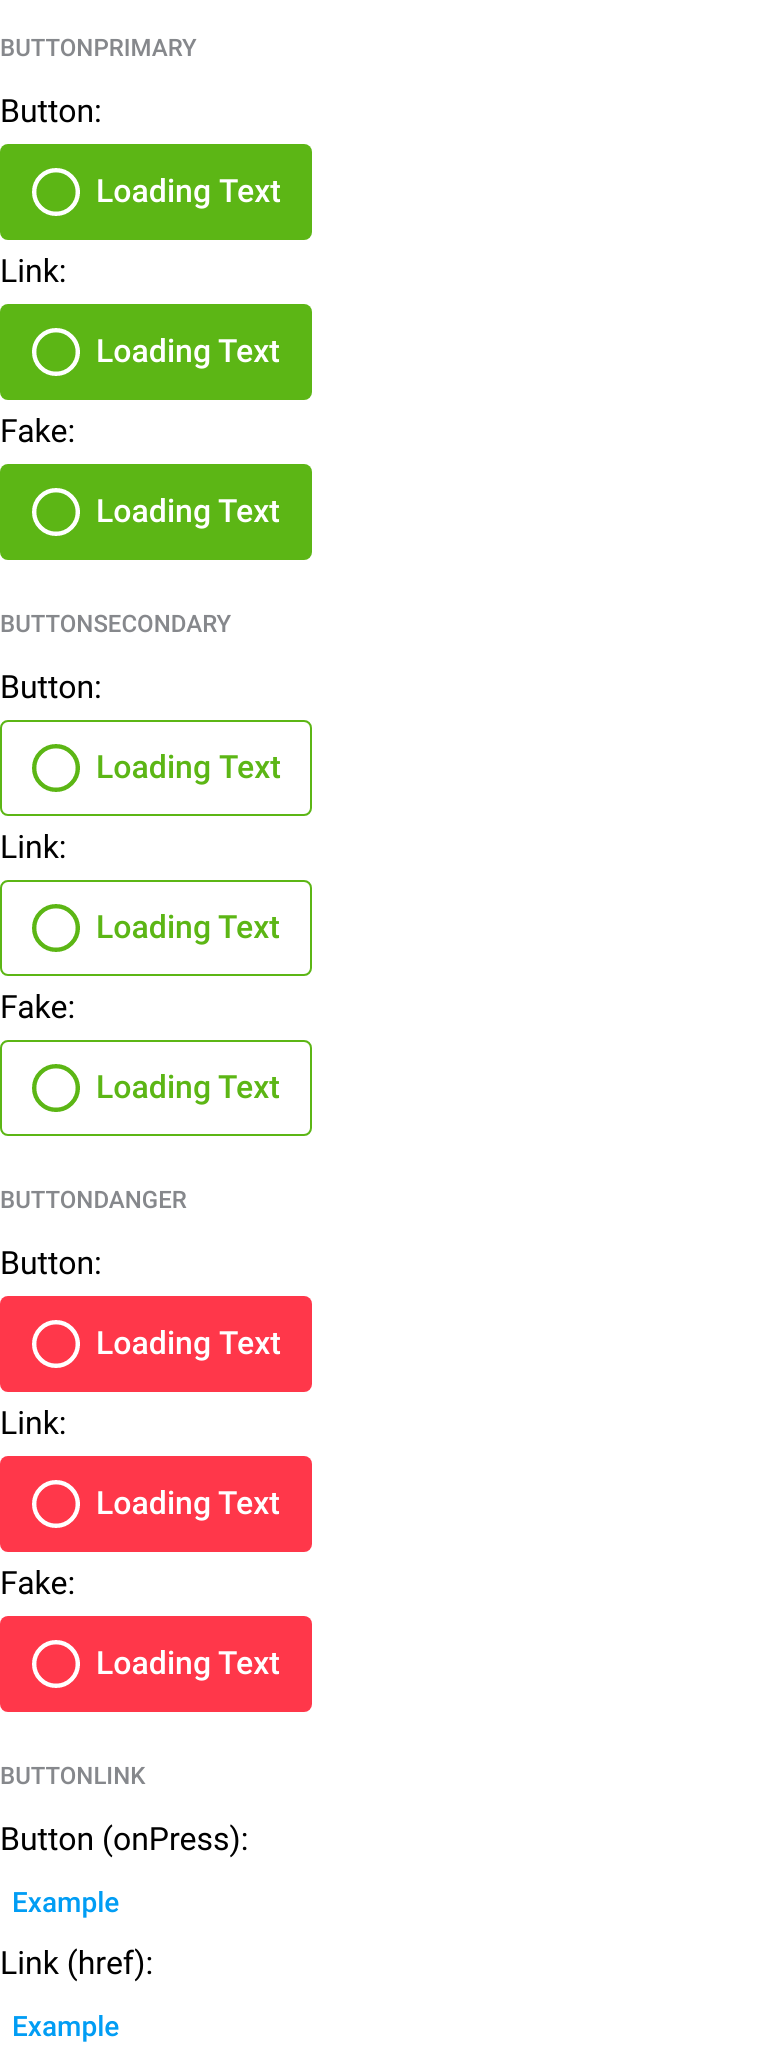 BUTTONPRIMARY
Button:
Loading Text
Link:
Loading Text
Fake:
Loading Text
BUTTONSECONDARY
Button:
Loading Text
Link:
Loading Text
Fake:
Loading Text
BUTTONDANGER
Button:
Loading Text
Link:
Loading Text
Fake:
Loading Text
BUTTONLINK
Button (onPress):
Example
Link (href):
Example